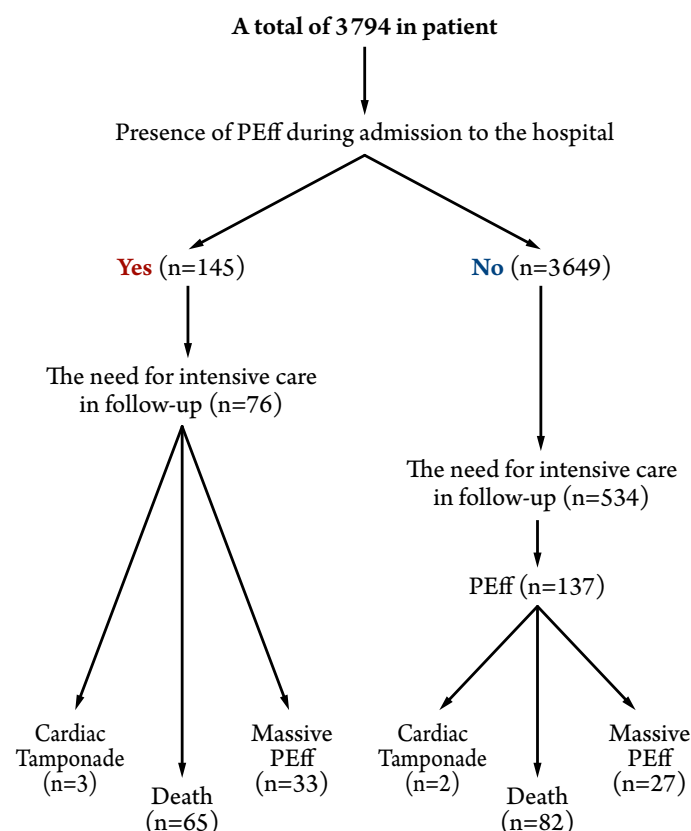 A total of 3794 in patient
Presence of PEff during admission to the hospital
Yes (n=145)
No (n=3649)
The need for intensive care
in follow-up (n=76)
The need for intensive care
in follow-up (n=534)
PEff (n=137)
Cardiac
Tamponade
(n=3)
Death
(n=65)
Massive
PEff
(n=33)
Cardiac
Tamponade
(n=2)
Death
(n=82)
Massive
PEff
(n=27)